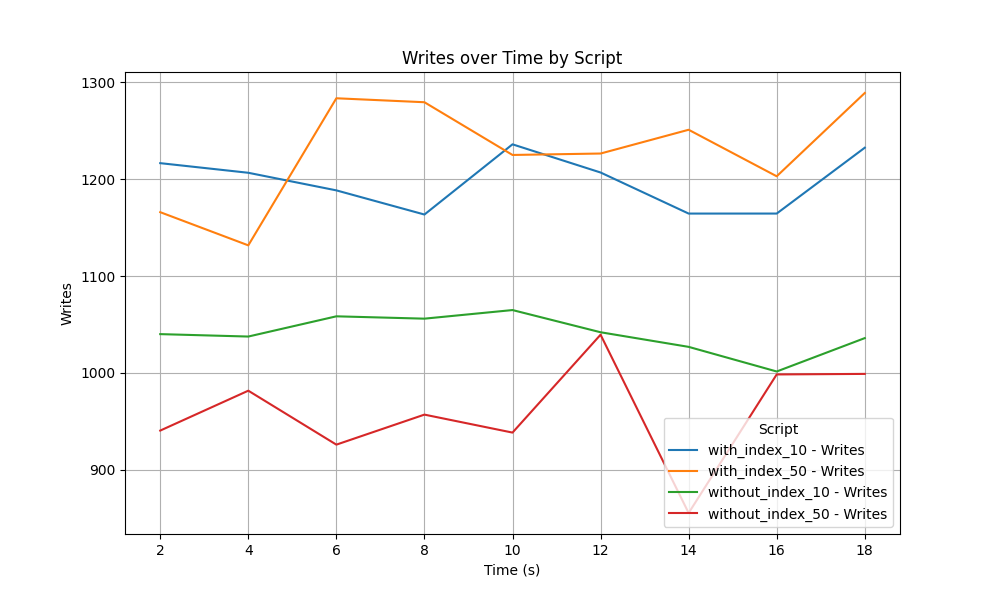 Writes over Time by Script
1300
1200
1100
1000
900
Writes
2 4 6 8 10 12 14 16 18
Time (s)
Script
with_index_10 - Writes
with_index_50 - Writes
without_index_10 - Writes
without_index_50 - Writes